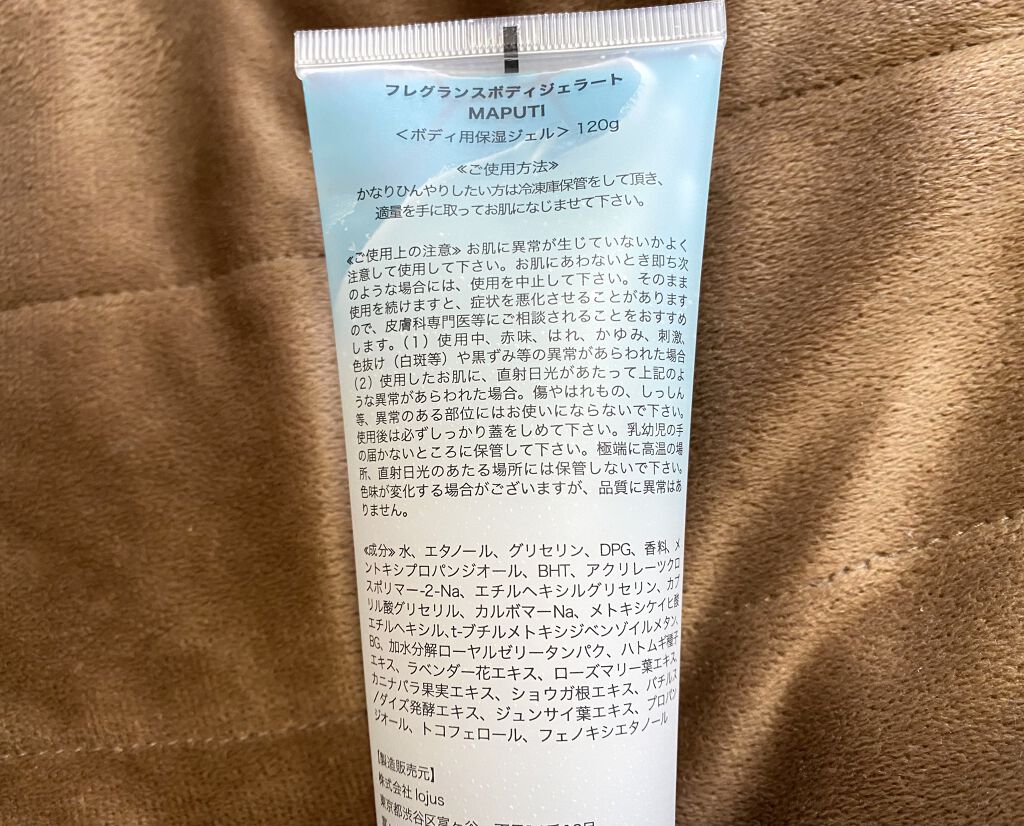 フレグランスボディジェラート
MAPUTI
＜ボディ用保湿ジェル＞ 120g
≪ご使用方法≫
かなりひんやりしたい方は冷凍庫保管をして頂き、
適量を手に取ってお肌になじませて下さい。
≪ご使用上の注意≫ お肌に異常が生じていないかよく
注意して使用して下さい。お肌にあわないとき即ち次
のような場合には、使用を中止して下さい。そのまま
使用を続けますと、症状を悪化させることがあります
ので、皮膚科専門医等にご相談されることをおすすめ
します。（1）使用中、赤味、はれ、かゆみ、刺激、
色抜け（白斑等）や黒ずみ等の異常があらわれた場合
（2）使用したお肌に、直射日光があたって上記のよ
うな異常があらわれた場合。傷やはれもの、しっしん
等、異常のある部位にはお使いにならないで下さい。
使用後は必ずしっかり蓋をしめて下さい。乳幼児の手
の届かないところに保管して下さい。極端に高温の場
所、直射日光のあたる場所には保管しないで下さい。
色味が変化する場合がございますが、品質に異常はあ
りません。
≪成分≫ 水、エタノール、グリセリン、DPG、香料、メ
ントキシプロパンジオール、BHT、アクリレーツクロ
スポリマー-2-Na、エチルヘキシルグリセリン、カプ
リル酸グリセリル、カルボマーNa、メトキシケイヒ酸
エチルヘキシル、t-ブチルメトキシジベンゾイルメタン、
BG、加水分解ローヤルゼリータンパク、ハトムギ種子
エキス、ラベンダー花エキス、ローズマリー葉エキス、
カニナバラ果実エキス、ショウガ根エキス、バチルス
/ダイズ発酵エキス、ジュンサイ葉エキス、プロパン
ジオール、トコフェロール、フェノキシエタノール
【製造販売元】
株式会社 lojus
東京都渋谷区富ヶ谷